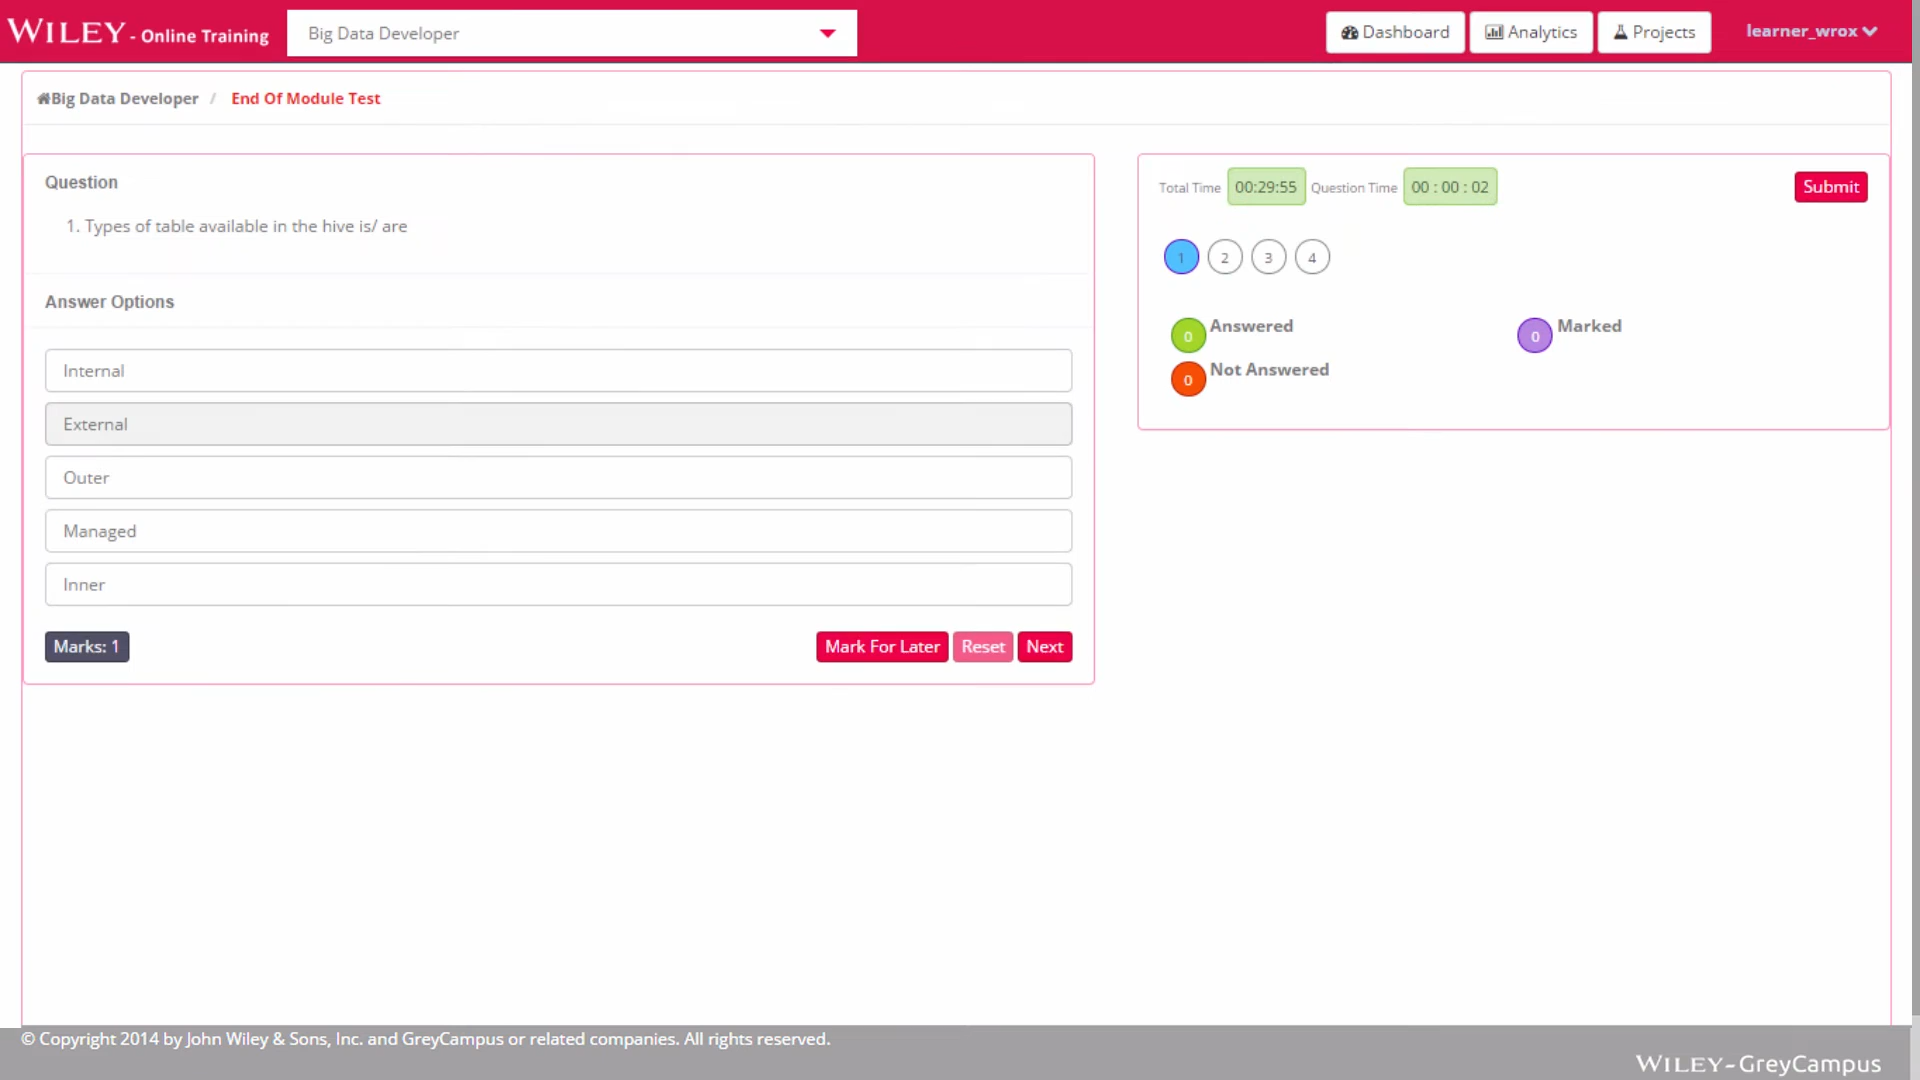 WILEY - Online Training
Big Data Developer
Dashboard
Analytics
Projects
learner_wrox
Big Data Developer / End Of Module Test
Question
1. Types of table available in the hive is/ are
Answer Options
Internal
External
Outer
Managed
Inner
Marks: 1
Mark For Later
Reset
Next
Total Time 00:29:55 Question Time 00 : 00 : 02
Submit
1 2 3 4
0 Answered
0 Marked
0 Not Answered
© Copyright 2014 by John Wiley & Sons, Inc. and GreyCampus or related companies. All rights reserved.
WILEY-GreyCampus